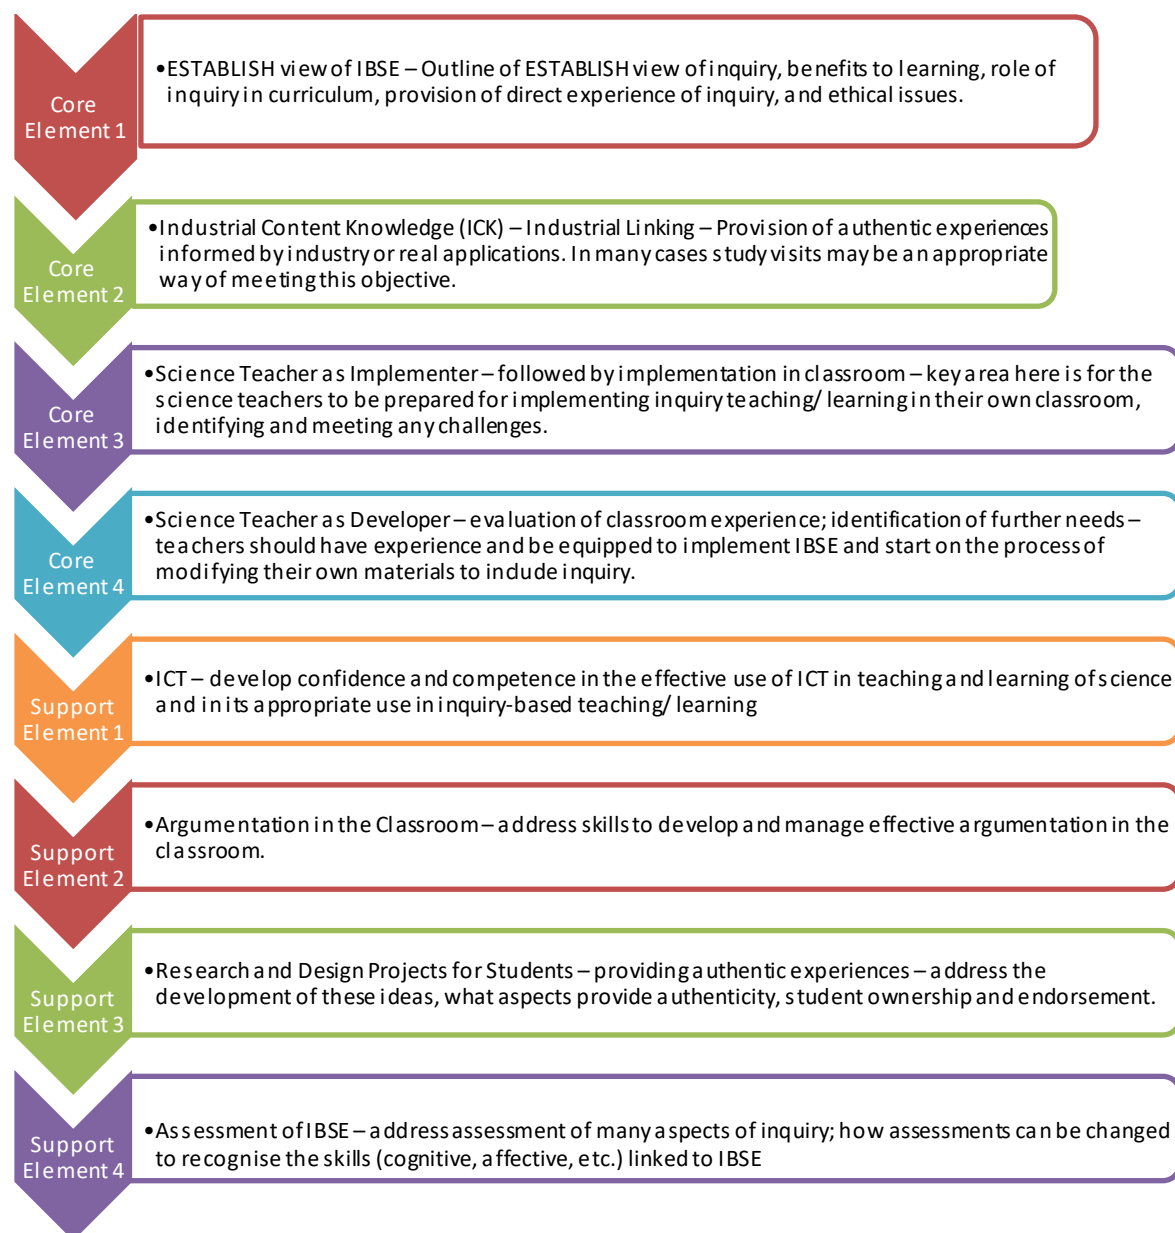 Core
Element 1
•ESTABLISH view of IBSE – Outline of ESTABLISH view of inquiry, benefits to learning, role of
inquiry in curriculum, provision of direct experience of inquiry, and ethical issues.
Core
Element 2
•Industrial Content Knowledge (ICK) – Industrial Linking – Provision of authentic experiences
informed by industry or real applications. In many cases study visits may be an appropriate
way of meeting this objective.
Core
Element 3
•Science Teacher as Implementer – followed by implementation in classroom – key area here is for the
science teachers to be prepared for implementing inquiry teaching/ learning in their own classroom,
identifying and meeting any challenges.
Core
Element 4
•Science Teacher as Developer – evaluation of classroom experience; identification of further needs –
teachers should have experience and be equipped to implement IBSE and start on the process of
modifying their own materials to include inquiry.
Support
Element 1
•ICT – develop confidence and competence in the effective use of ICT in teaching and learning of science
and in its appropriate use in inquiry-based teaching/ learning
Support
Element 2
•Argumentation in the Classroom – address skills to develop and manage effective argumentation in the
classroom.
Support
Element 3
•Research and Design Projects for Students – providing authentic experiences – address the
development of these ideas, what aspects provide authenticity, student ownership and endorsement.
Support
Element 4
•Assessment of IBSE – address assessment of many aspects of inquiry; how assessments can be changed
to recognise the skills (cognitive, affective, etc.) linked to IBSE